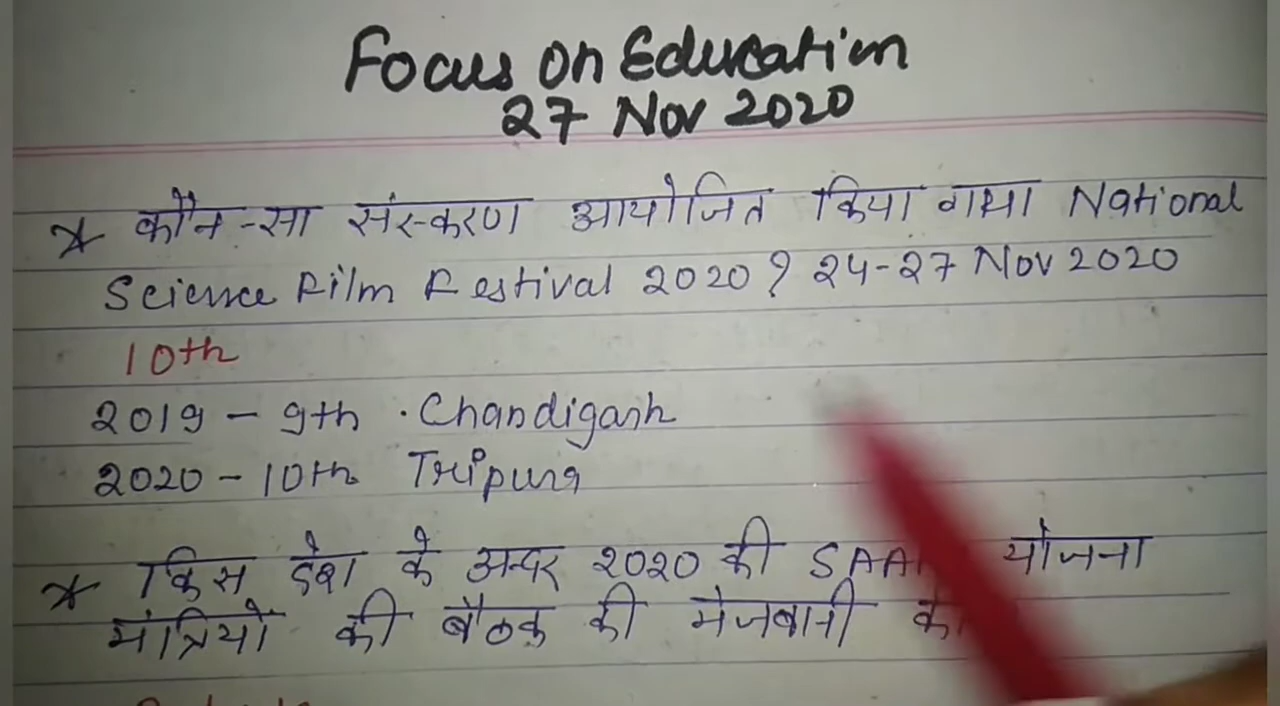 Focus on Education
27 Nov 2020
* कौन-सा संस्करण आयोजित किया गया National
Science Film Festival 2020? 24-27 Nov 2020
10th
2019 - 9th . Chandigarh
2020 - 10th Tripura
* किस देश के अन्दर 2020 की योजना
मंत्रियो की बैठक की मेजबानी